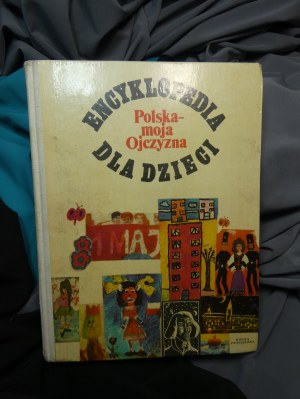 ENCYKLOPEDIA
Polska-
moja
Ojczyzna
DLA DZIECI
1 MAJ